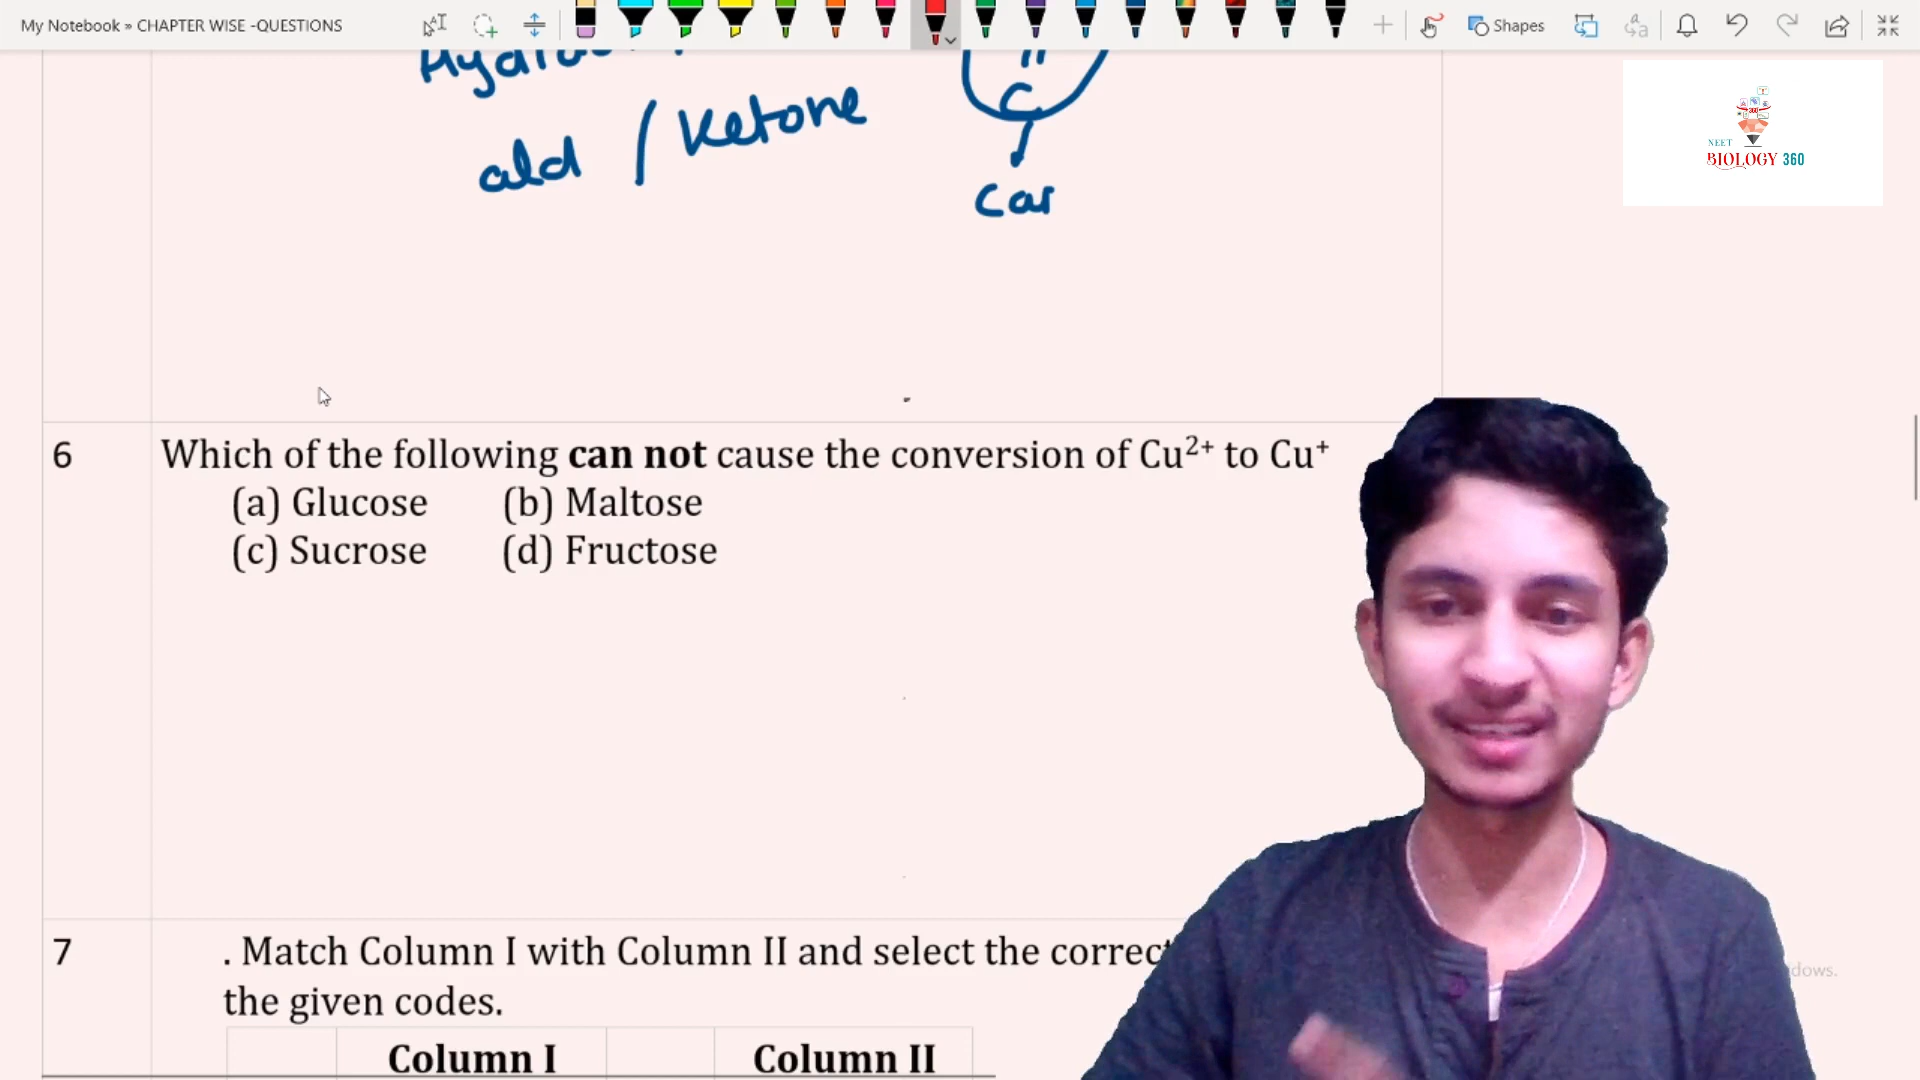 My Notebook » CHAPTER WISE -QUESTIONS
Shapes
ald / Ketone
C
Car
NEET
BIOLOGY 360
6 Which of the following can not cause the conversion of Cu²⁺ to Cu⁺
(a) Glucose (b) Maltose
(c) Sucrose (d) Fructose
7 . Match Column I with Column II and select the correct
the given codes.
Column I Column II